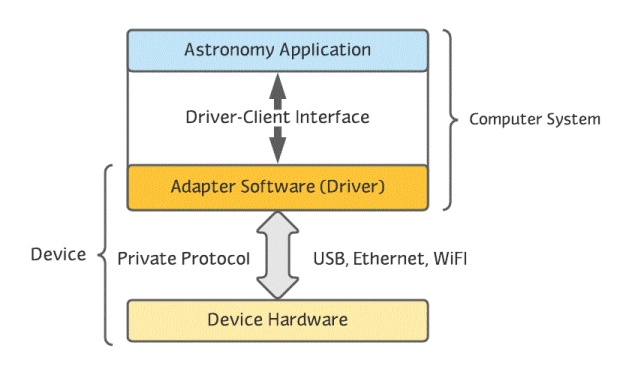 Astronomy Application
Driver-Client Interface
Computer System
Adapter Software (Driver)
Device
Private Protocol
USB, Ethernet, WiFI
Device Hardware